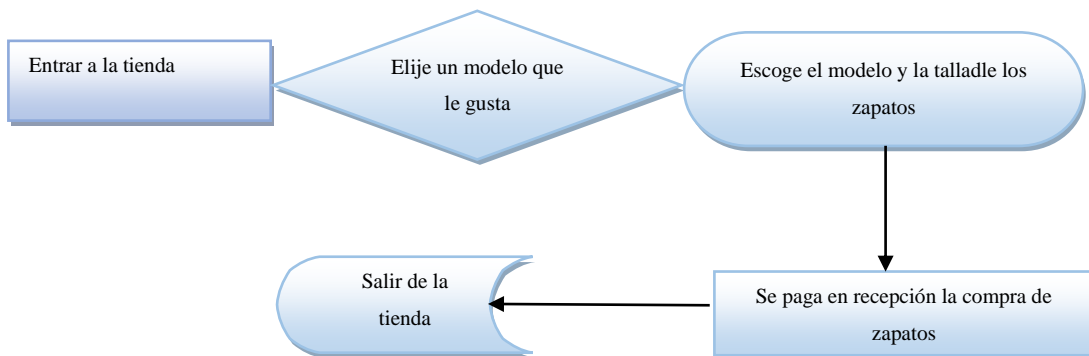 Entrar a la tienda
Elije un modelo que
le gusta
Escoge el modelo y la talladle los
zapatos
Salir de la
tienda
Se paga en recepción la compra de
zapatos